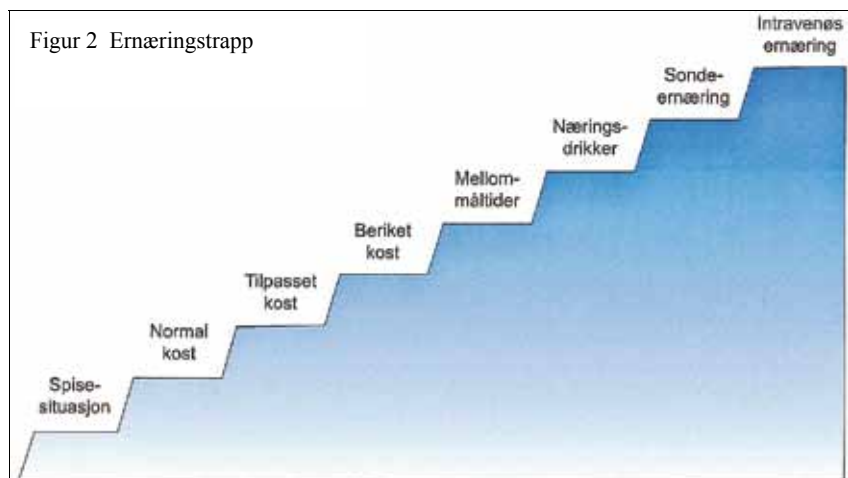 Figur 2 Ernæringstrapp
Intravenøs
ernæring
Sonde-
ernæring
Nærings-
drikker
Mellom-
måltider
Beriket
kost
Tilpasset
kost
Normal
kost
Spise-
situasjon